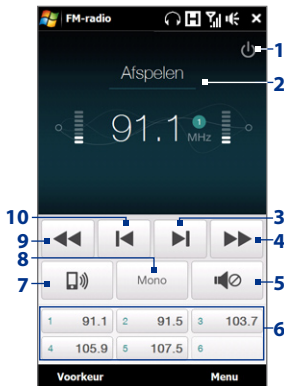 FM-radio
1
Afspelen
2
91.1 1 MHz
10 3
9 4
8
7 Mono 5
1 91.1 2 91.5 3 103.7
6
4 105.9 5 107.5 6
Voorkeur Menu